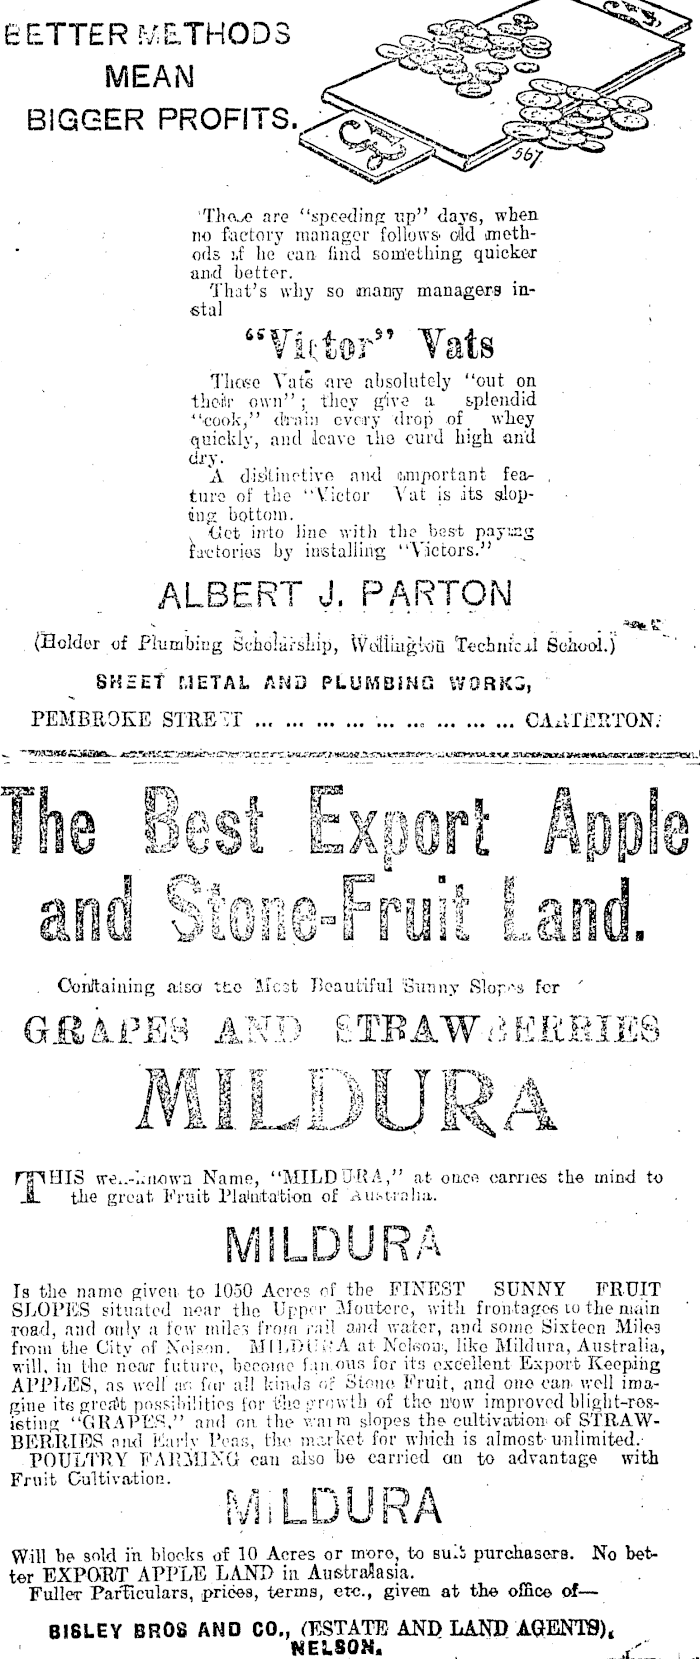 BETTER METHODS
MEAN
BIGGER PROFITS.
567
These are "speeding up" days, when
no factory manager follows old meth-
ods if he can find something quicker
and better.
That's why so many managers in-
stal
"Victor" Vats
These Vats are absolutely "out on
their own"; they give a splendid
"cook," drain every drop of whey
quickly, and leave the curd high and
dry.
A distinctive and important fea-
ture of the "Victor Vat is its slop-
ing bottom.
Get into line with the best paying
factories by installing "Victors."
ALBERT J. PARTON
(Holder of Plumbing Scholarship, Wellington Technical School.)
SHEET METAL AND PLUMBING WORKS,
PEMBROKE STREET ... ... ... ... ... ... ... ... ... CARTERTON.
The Best Export Apple
and Stone-Fruit Land.
Containing also the Most Beautiful Sunny Slopes for
GRAPES AND STRAWBERRIES
MILDURA
THIS well-known Name, "MILDURA," at once carries the mind to
the great Fruit Plantation of Australia.
MILDURA
Is the name given to 1050 Acres of the FINEST SUNNY FRUIT
SLOPES situated near the Upper Moutere, with frontages to the main
road, and only a few miles from rail and water, and some Sixteen Miles
from the City of Nelson. MILDURA at Nelson, like Mildura, Australia,
will, in the near future, become famous for its excellent Export Keeping
APPLES, as well as for all kinds of Stone Fruit, and one can well ima-
gine its great possibilities for the growth of the now improved blight-res-
isting "GRAPES," and on the warm slopes the cultivation of STRAW-
BERRIES and Early Peas, the market for which is almost unlimited.
POULTRY FARMING can also be carried on to advantage with
Fruit Cultivation.
MILDURA
Will be sold in blocks of 10 Acres or more, to suit purchasers. No bet-
ter EXPORT APPLE LAND in Australasia.
Fuller Particulars, prices, terms, etc., given at the office of—
BISLEY BROS AND CO., (ESTATE AND LAND AGENTS),
NELSON.